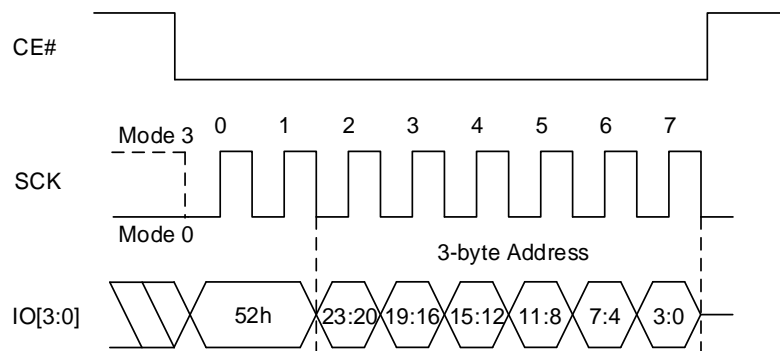 CE#
0 1 2 3 4 5 6 7
Mode 3
SCK
Mode 0
3-byte Address
IO[3:0] 52h 23:20 19:16 15:12 11:8 7:4 3:0